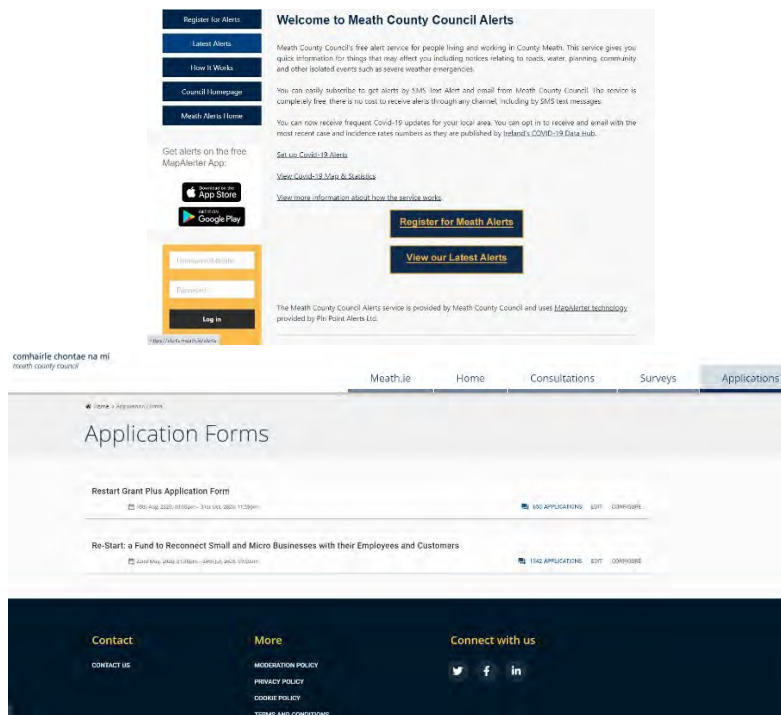 Register for Alerts
Latest Alerts
How It Works
Council Homepage
Meath Alerts Home
Get alerts on the free
MapAlerter App:
Download on the
App Store
GET IT ON
Google Play
Password
Log in
Welcome to Meath County Council Alerts
Meath County Council's free alert service for people living and working in County Meath. This service gives you
quick information for things that may affect you including notices relating to roads, water, planning, community
and other isolated events such as severe weather emergencies.
You can easily subscribe to get alerts by SMS Text Alert and email from Meath County Council. The service is
completely free, there is no cost to receive alerts through any channel, including by SMS text messages.
You can now receive frequent Covid-19 updates for your local area. You can opt in to receive and email with the
most recent case and incidence rates numbers as they are published by Ireland's COVID-19 Data Hub.
Set up Covid-19 Alerts
View Covid-19 Map & Statistics
View more information about how the service works
Register for Meath Alerts
View our Latest Alerts
The Meath County Council Alerts service is provided by Meath County Council and uses MapAlerter technology
provided by Pin Point Alerts Ltd.
comhairle chontae na mí
meath county council
Meath.ie
Home
Consultations
Surveys
Applications
Home > Application Forms
Application Forms
Restart Grant Plus Application Form
650 APPLICATIONS EDIT CONFIGURE
Re-Start: a Fund to Reconnect Small and Micro Businesses with their Employees and Customers
1342 APPLICATIONS EDIT CONFIGURE
Contact
CONTACT US
More
MODERATION POLICY
PRIVACY POLICY
COOKIE POLICY
TERMS AND CONDITIONS
Connect with us